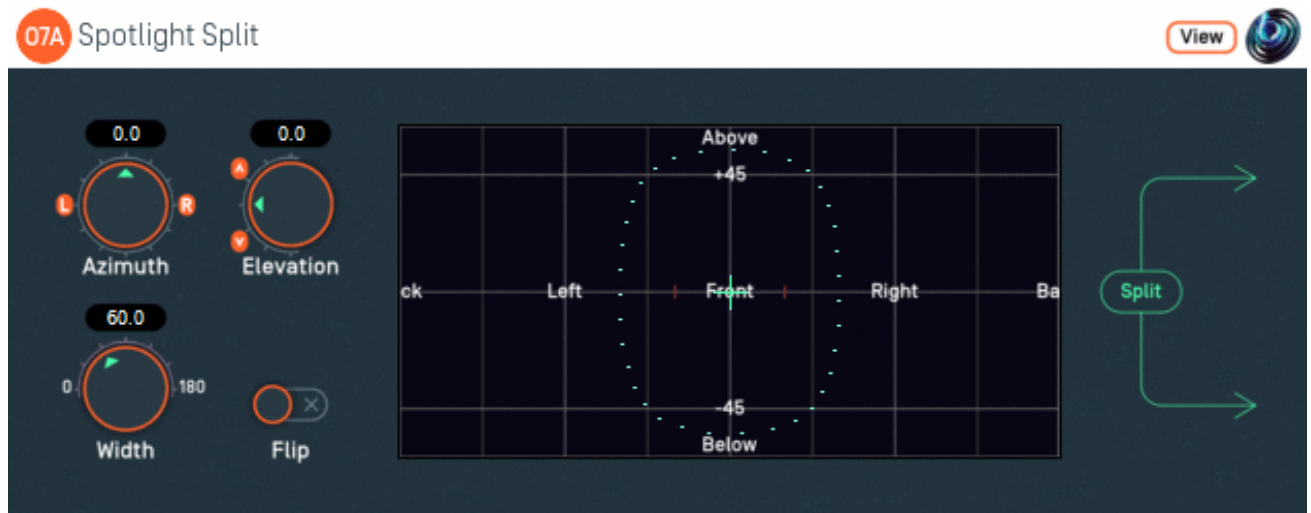 O7A Spotlight Split
View
0.0
0.0
L
R
Azimuth
Elevation
60.0
0
180
Width
Flip
Above
+45
ck
Left
Front
Right
Ba
-45
Below
Split